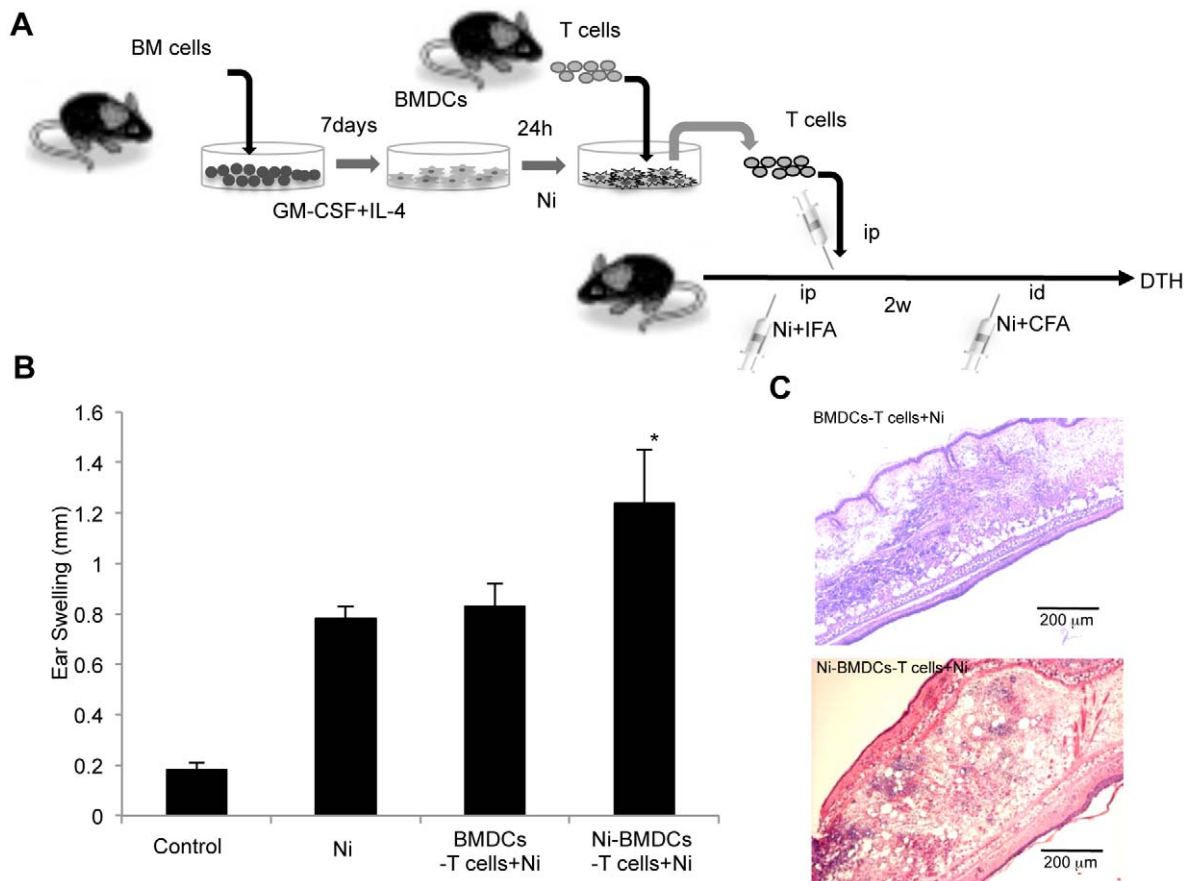 A
BM cells
T cells
BMDCs
7days
24h
T cells
GM-CSF+IL-4
Ni
ip
DTH
ip
2w
id
Ni+IFA
Ni+CFA
B
Ear Swelling (mm)
1.6
1.4
1.2
1
0.8
0.6
0.4
0.2
0
*
Control
Ni
BMDCs
-T cells+Ni
Ni-BMDCs
-T cells+Ni
C
BMDCs-T cells+Ni
200 μm
Ni-BMDCs-T cells+Ni
200 μm